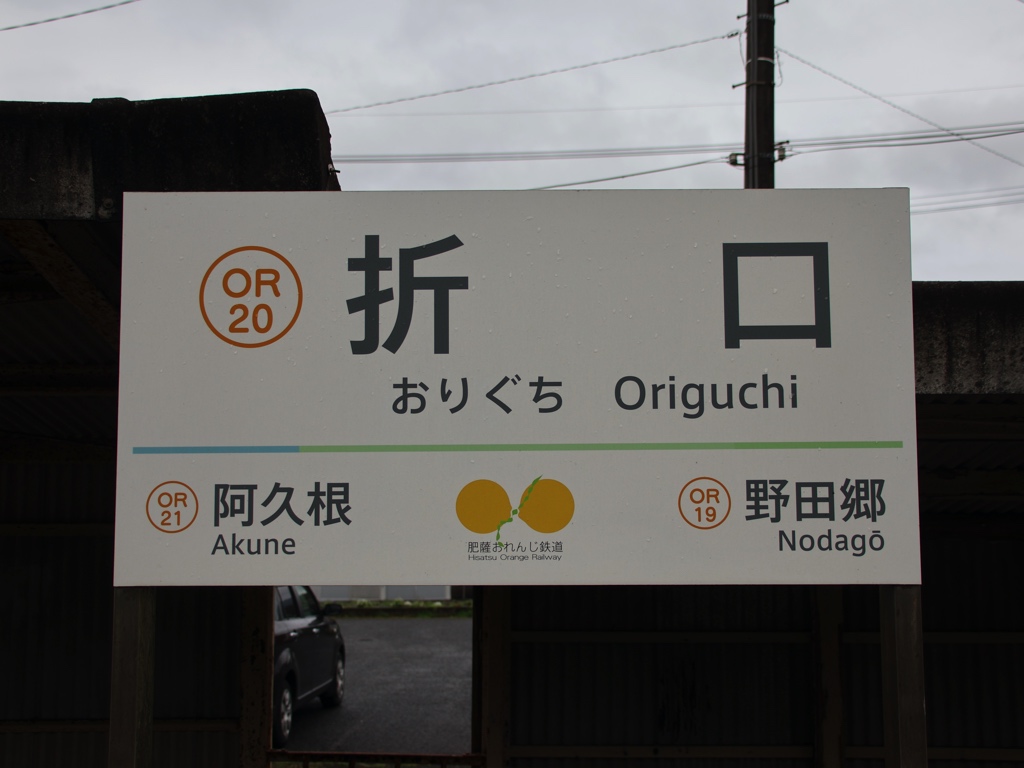 OR
20
折口
おりぐち Origuchi
OR
21
阿久根
Akune
肥薩おれんじ鉄道
Hisatsu Orange Railway
OR
19
野田郷
Nodagō